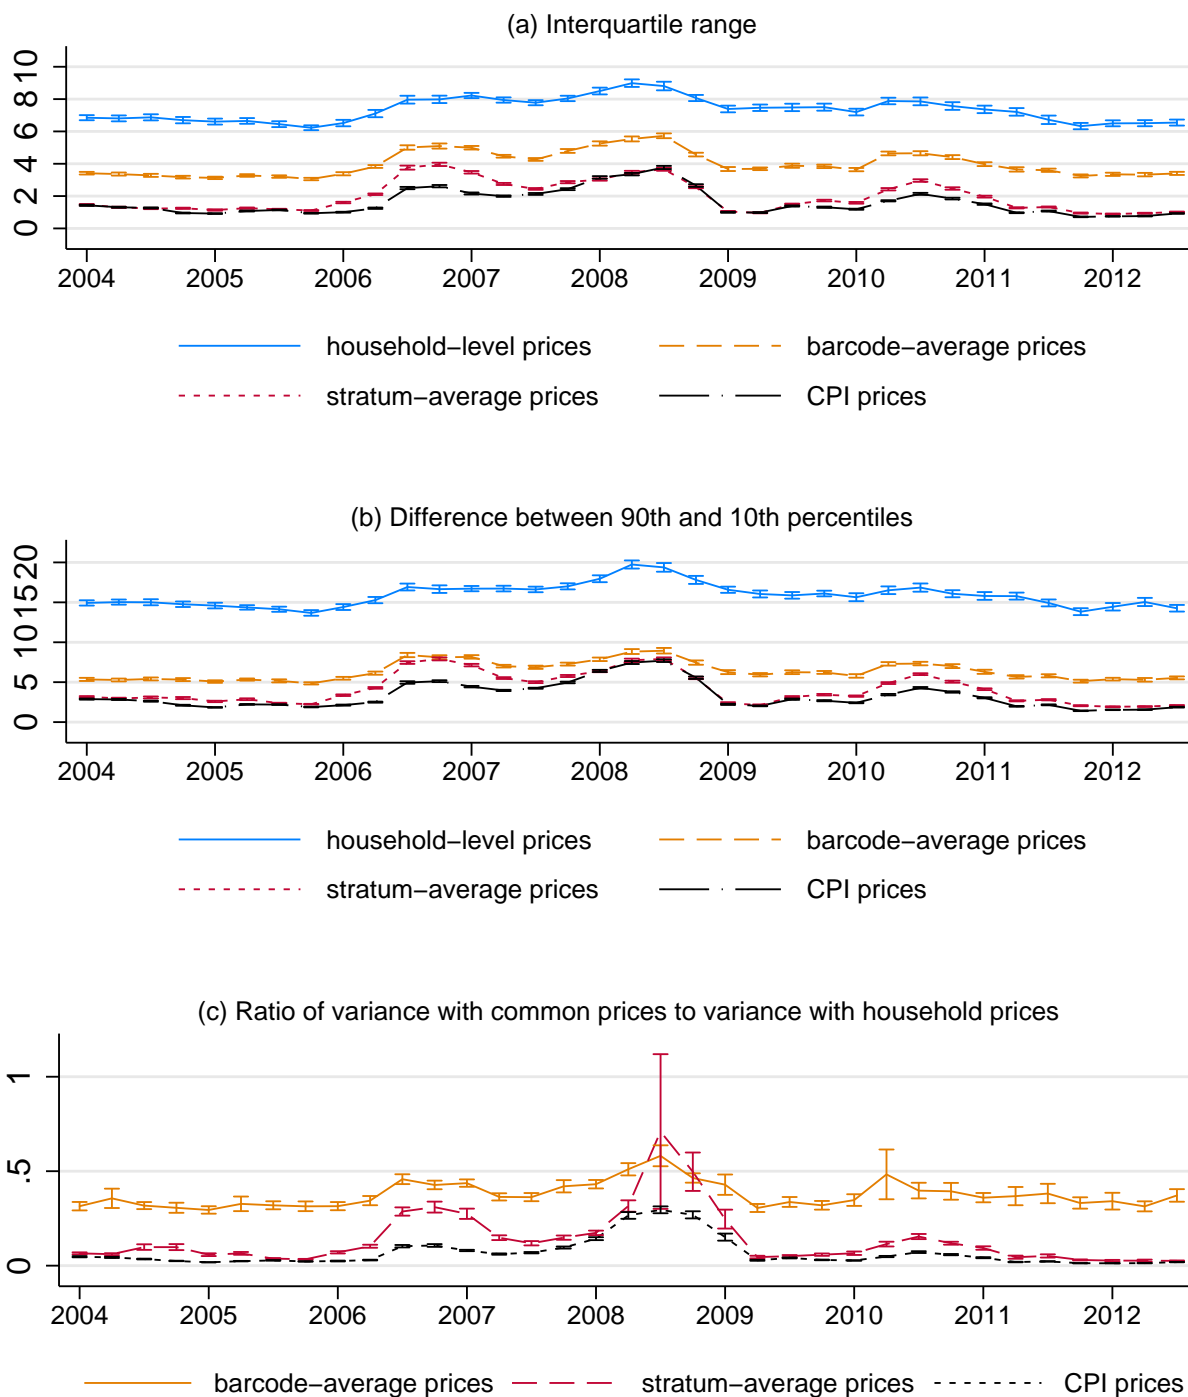 (a) Interquartile range
10
8
6
4
2
0
2004 2005 2006 2007 2008 2009 2010 2011 2012
household−level prices barcode−average prices
stratum−average prices CPI prices
(b) Difference between 90th and 10th percentiles
20
15
10
5
0
2004 2005 2006 2007 2008 2009 2010 2011 2012
household−level prices barcode−average prices
stratum−average prices CPI prices
(c) Ratio of variance with common prices to variance with household prices
1
.5
0
2004 2005 2006 2007 2008 2009 2010 2011 2012
barcode−average prices stratum−average prices CPI prices